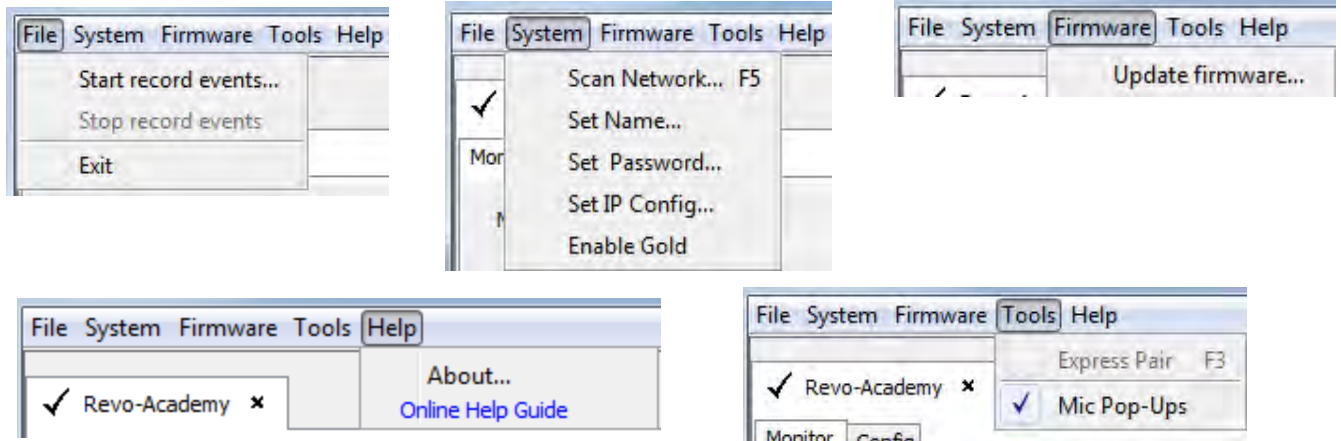 File System Firmware Tools Help
Start record events...
Stop record events
Exit
File System Firmware Tools Help
Scan Network... F5
Set Name...
Mon
Set Password...
Set IP Config...
Enable Gold
File System Firmware Tools Help
Update firmware...
File System Firmware Tools Help
About...
Revo-Academy ×
Online Help Guide
File System Firmware Tools Help
Express Pair F3
Revo-Academy ×
Mic Pop-Ups
Monitor Config